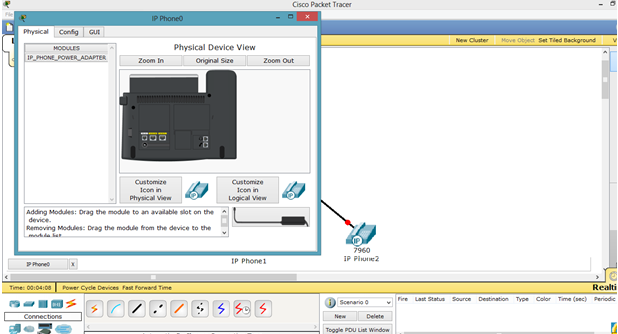 Cisco Packet Tracer
IP Phone0
Physical Config GUI
MODULES
IP_PHONE_POWER_ADAPTER
Physical Device View
Zoom In Original Size Zoom Out
Customize
Icon in
Physical View
Customize
Icon in
Logical View
Adding Modules: Drag the module to an available slot on the
device.
Removing Modules: Drag the module from the device to the
module list.
New Cluster Move Object Set Tiled Background
7960
IP Phone2
IP Phone1
IP Phone0 X
Time: 00:04:08 Power Cycle Devices Fast Forward Time
Realti
Connections
Scenario 0
New Delete
Toggle PDU List Window
Fire Last Status Source Destination Type Color Time (sec) Periodic